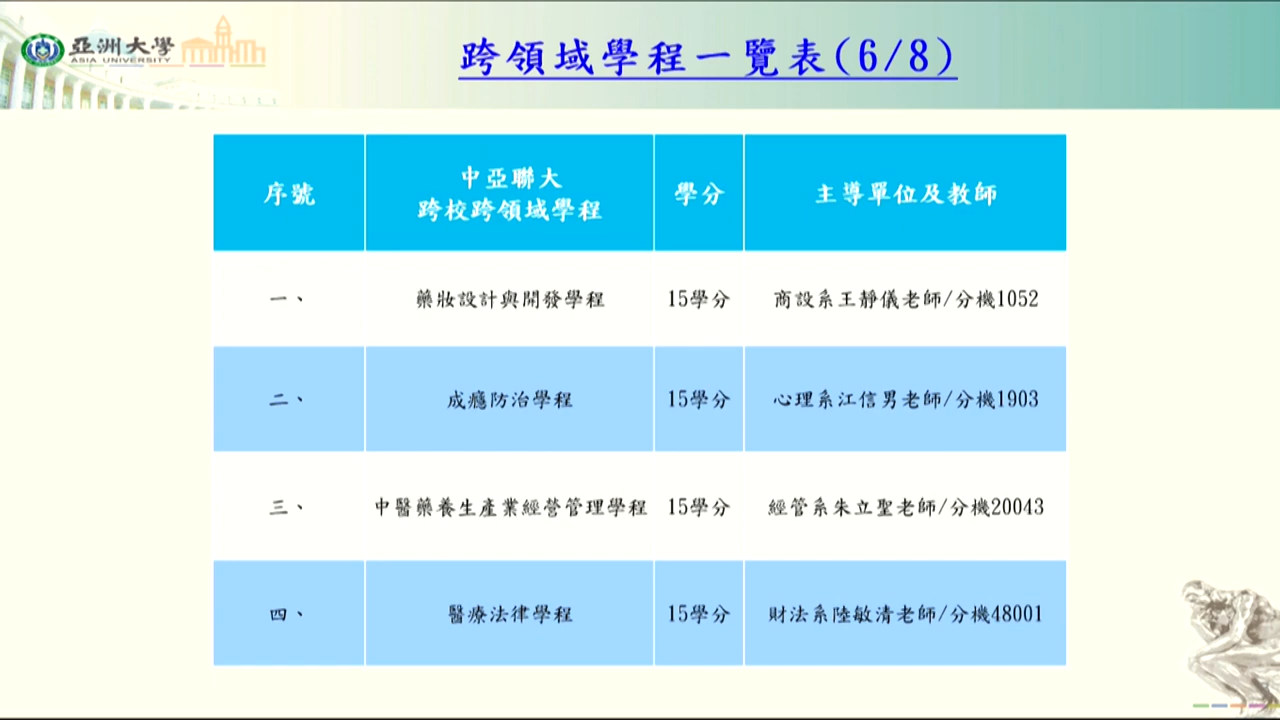 亞洲大學
ASIA UNIVERSITY
跨領域學程一覽表(6/8)
序號
中亞聯大
跨校跨領域學程
學分
主導單位及教師
一、
藥妝設計與開發學程
15學分
商設系王靜儀老師/分機1052
二、
成癮防治學程
15學分
心理系江信男老師/分機1903
三、
中醫藥養生產業經營管理學程
15學分
經管系朱立聖老師/分機20043
四、
醫療法律學程
15學分
財法系陸敏清老師/分機48001